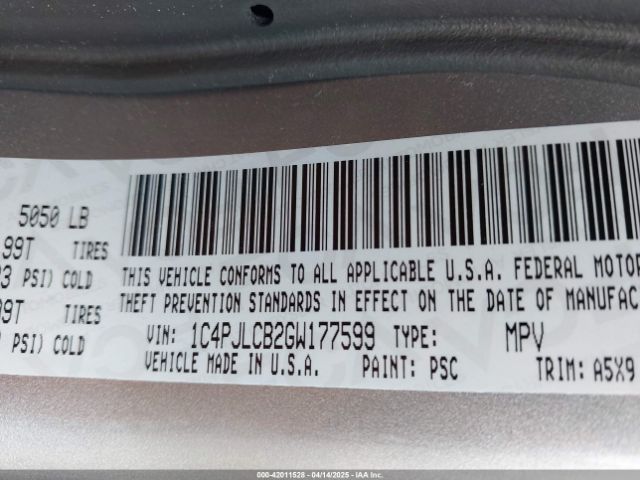 5050 LB
99T TIRES
PSI) COLD
99T TIRES
PSI) COLD
THIS VEHICLE CONFORMS TO ALL APPLICABLE U.S.A. FEDERAL MOTOR
THEFT PREVENTION STANDARDS IN EFFECT ON THE DATE OF MANUFAC
VIN: 1C4PJLCB2GW177599 TYPE: MPV
VEHICLE MADE IN U.S.A. PAINT: PSC TRIM: A5X9
000-42011528 - 04/14/2025 - IAA Inc.